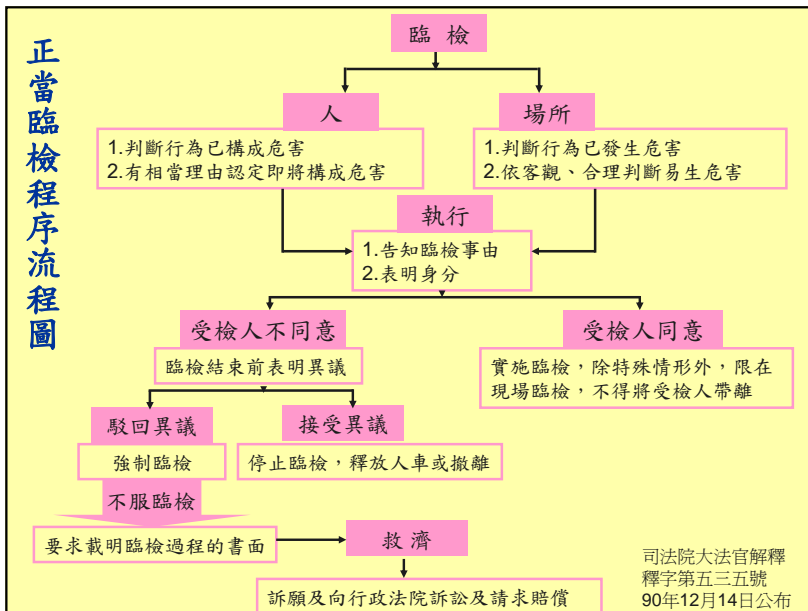 正當臨檢程序流程圖
臨檢
人
1.判斷行為已構成危害
2.有相當理由認定即將構成危害
場所
1.判斷行為已發生危害
2.依客觀、合理判斷易生危害
執行
1.告知臨檢事由
2.表明身分
受檢人不同意
臨檢結束前表明異議
受檢人同意
實施臨檢，除特殊情形外，限在
現場臨檢，不得將受檢人帶離
駁回異議
強制臨檢
接受異議
停止臨檢，釋放人車或撤離
不服臨檢
要求載明臨檢過程的書面
救濟
訴願及向行政法院訴訟及請求賠償
司法院大法官解釋
釋字第五三五號
90年12月14日公布